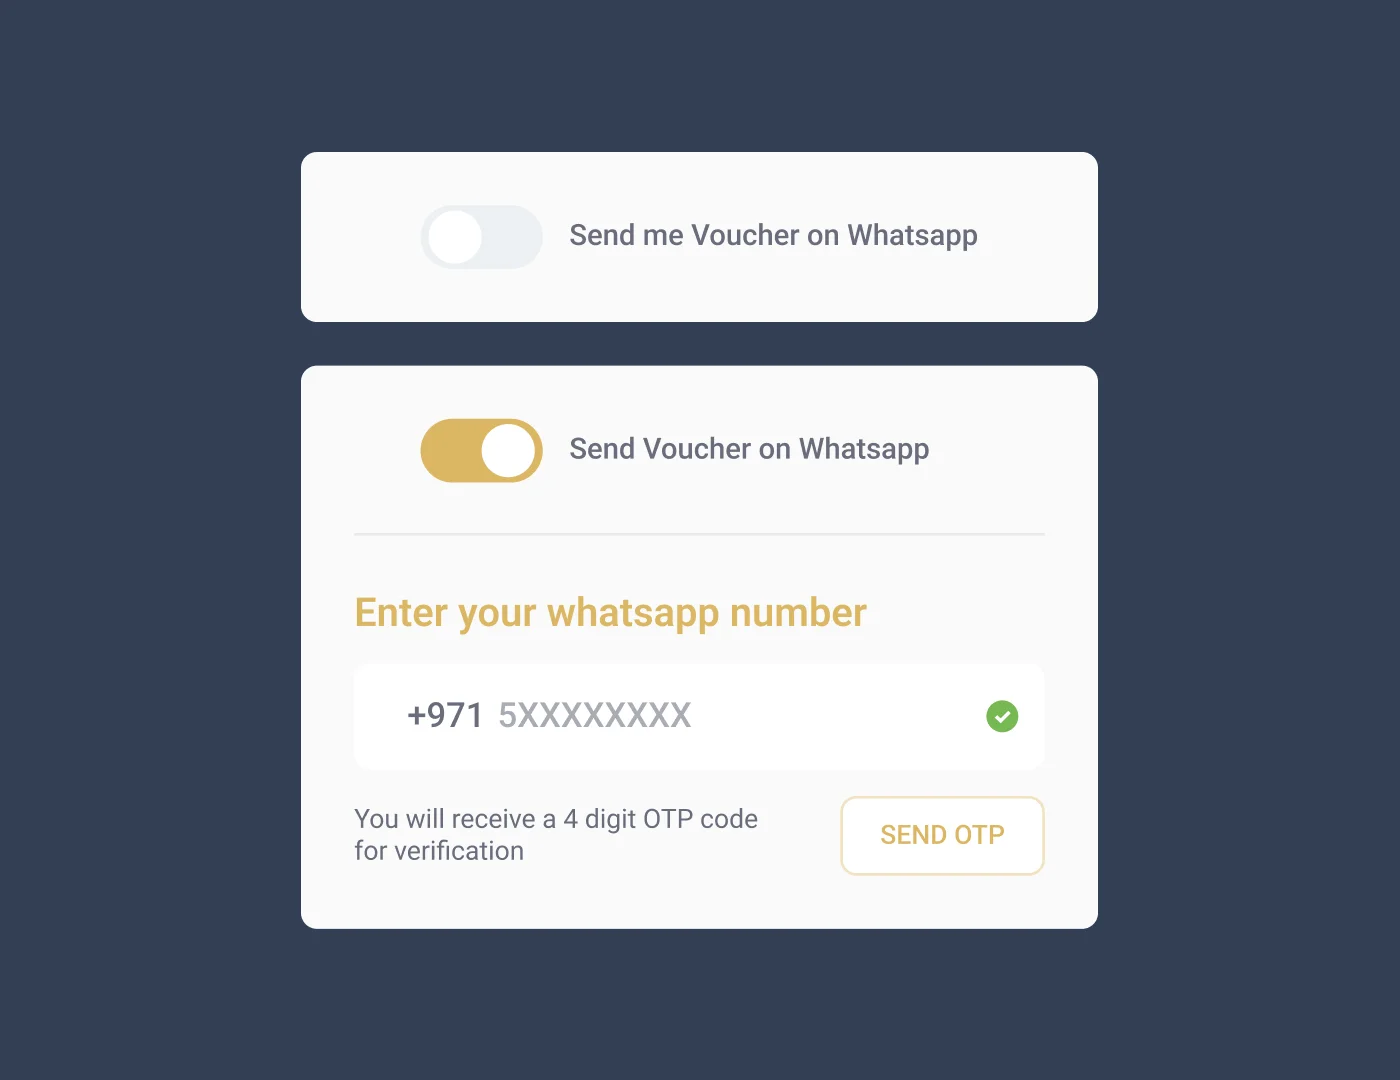 Send me Voucher on Whatsapp
Send Voucher on Whatsapp
Enter your whatsapp number
+971 5XXXXXXXX
You will receive a 4 digit OTP code
for verification
SEND OTP